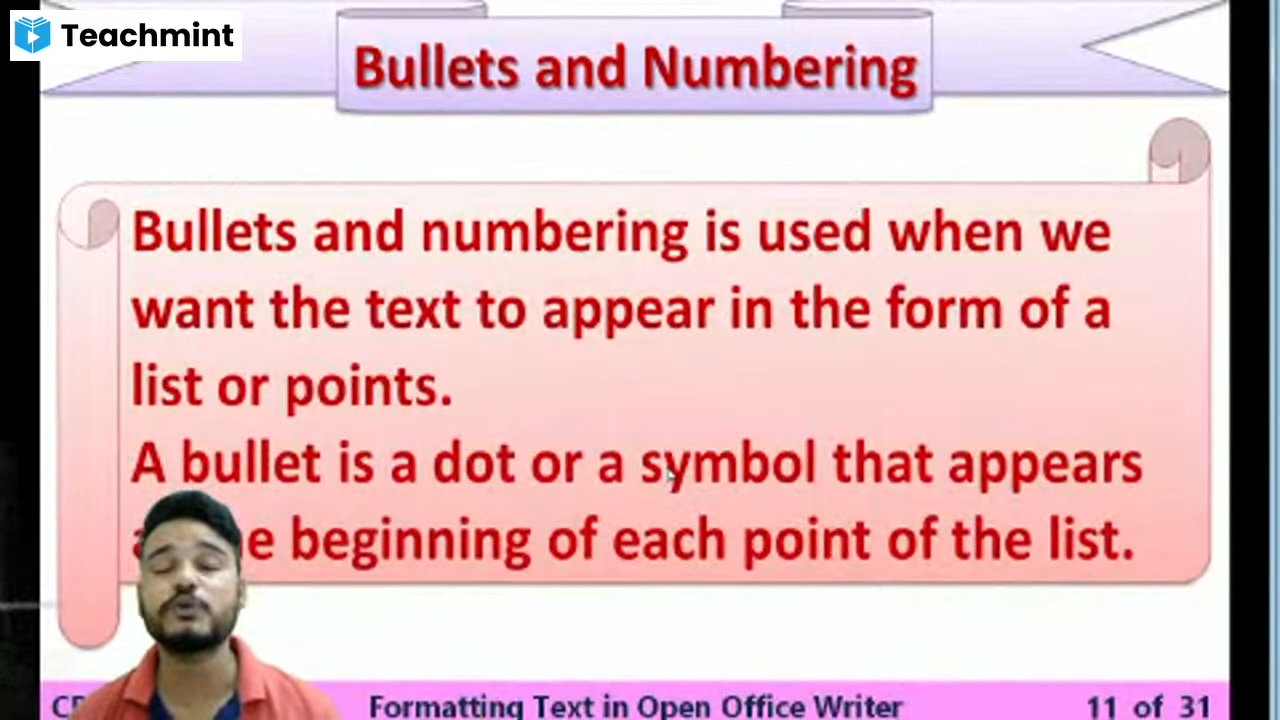 Teachmint
Bullets and Numbering
Bullets and numbering is used when we
want the text to appear in the form of a
list or points.
A bullet is a dot or a symbol that appears
beginning of each point of the list.
Formatting Text in Open Office Writer
11 of 31